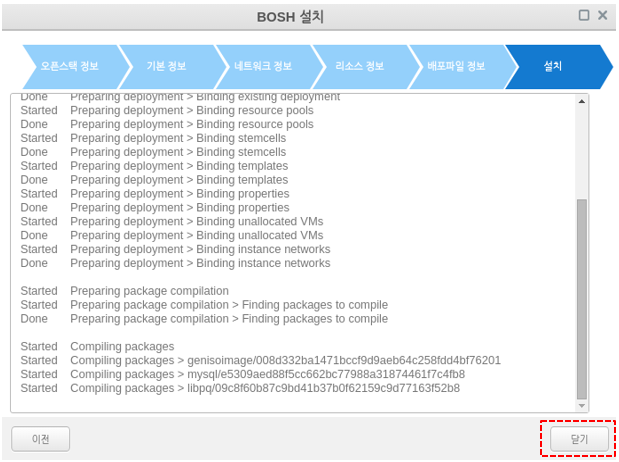 BOSH 설치
오픈스택 정보
기본 정보
네트워크 정보
리소스 정보
배포파일 정보
설치
Done Preparing deployment > Binding existing deployment
Started Preparing deployment > Binding resource pools
Done Preparing deployment > Binding resource pools
Started Preparing deployment > Binding stemcells
Done Preparing deployment > Binding stemcells
Started Preparing deployment > Binding templates
Done Preparing deployment > Binding templates
Started Preparing deployment > Binding properties
Done Preparing deployment > Binding properties
Started Preparing deployment > Binding unallocated VMs
Done Preparing deployment > Binding unallocated VMs
Started Preparing deployment > Binding instance networks
Done Preparing deployment > Binding instance networks
Started Preparing package compilation
Started Preparing package compilation > Finding packages to compile
Done Preparing package compilation > Finding packages to compile
Started Compiling packages
Started Compiling packages > genisoimage/008d332ba1471bccf9d9aeb64c258fdd4bf76201
Started Compiling packages > mysql/e5309aed88f5cc662bc77988a31874461f7c4fb8
Started Compiling packages > libpq/09c8f60b87c9bd41b37b0f62159c9d77163f52b8
이전
닫기